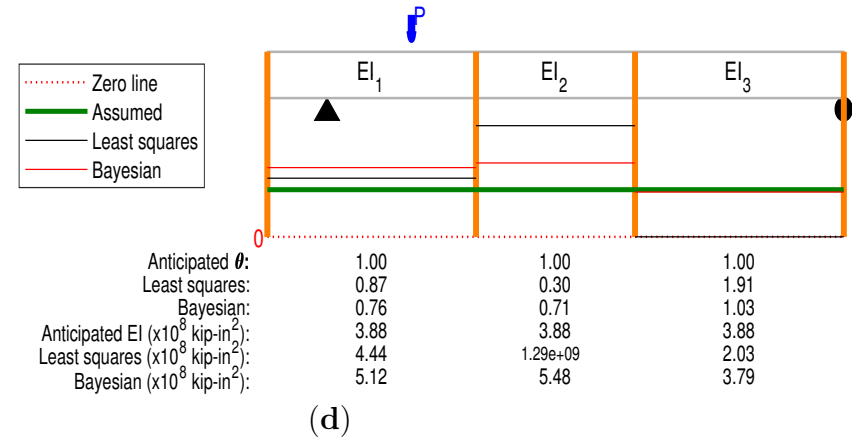 P
EI1 EI2 EI3
Zero line
Assumed
Least squares
Bayesian
0
Anticipated θ: 1.00 1.00 1.00
Least squares: 0.87 0.30 1.91
Bayesian: 0.76 0.71 1.03
Anticipated EI (x10^8 kip-in^2): 3.88 3.88 3.88
Least squares (x10^8 kip-in^2): 4.44 1.29e+09 2.03
Bayesian (x10^8 kip-in^2): 5.12 5.48 3.79
(d)